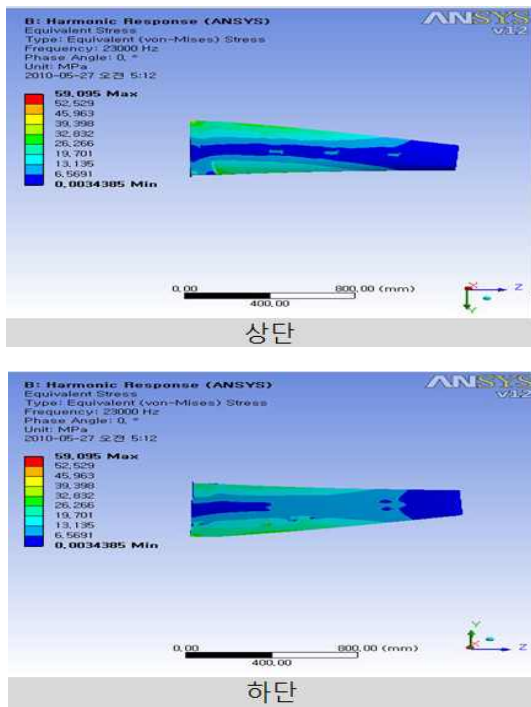 B: Harmonic Response (ANSYS)
Equivalent Stress
Type: Equivalent (von-Mises) Stress
Frequency: 23000 Hz
Phase Angle: 0, °
Unit: MPa
2010-05-27 오전 5:12
59,095 Max
52,529
45,963
39,398
32,832
26,266
19,701
13,135
6,5691
0,0034385 Min
ANSYS
v12
0,00
800,00 (mm)
400,00
X
Y
Z
상단
B: Harmonic Response (ANSYS)
Equivalent Stress
Type: Equivalent (von-Mises) Stress
Frequency: 23000 Hz
Phase Angle: 0, °
Unit: MPa
2010-05-27 오전 5:12
59,095 Max
52,529
45,963
39,398
32,832
26,266
19,701
13,135
6,5691
0,0034385 Min
ANSYS
v12
0,00
800,00 (mm)
400,00
Y
Z
하단